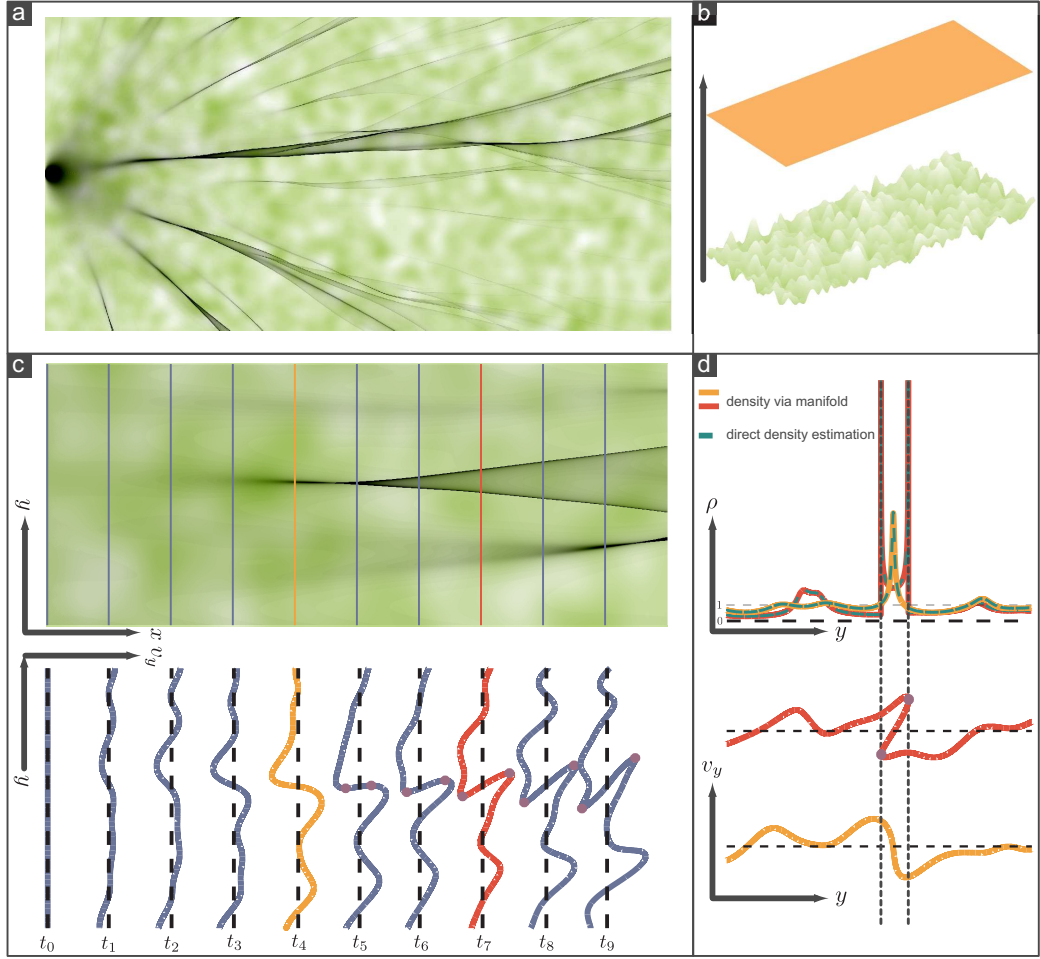 a
b
c
y
x
v_y
y
t_0 t_1 t_2 t_3 t_4 t_5 t_6 t_7 t_8 t_9
d
density via manifold
direct density estimation
ρ
1
0
y
v_y
y